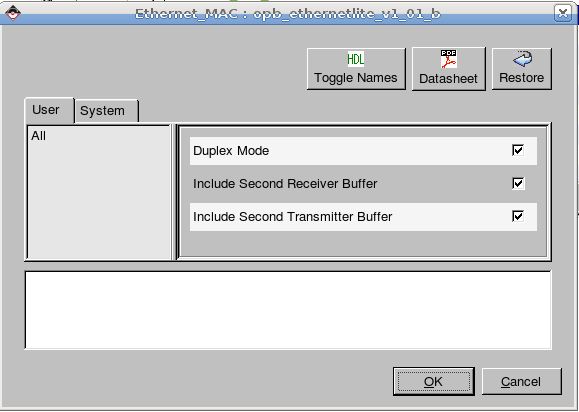 Ethernet_MAC : opb_ethernetlite_v1_01_b
HDL
PDF
Toggle Names
Datasheet
Restore
User
System
All
Duplex Mode
Include Second Receiver Buffer
Include Second Transmitter Buffer
OK
Cancel